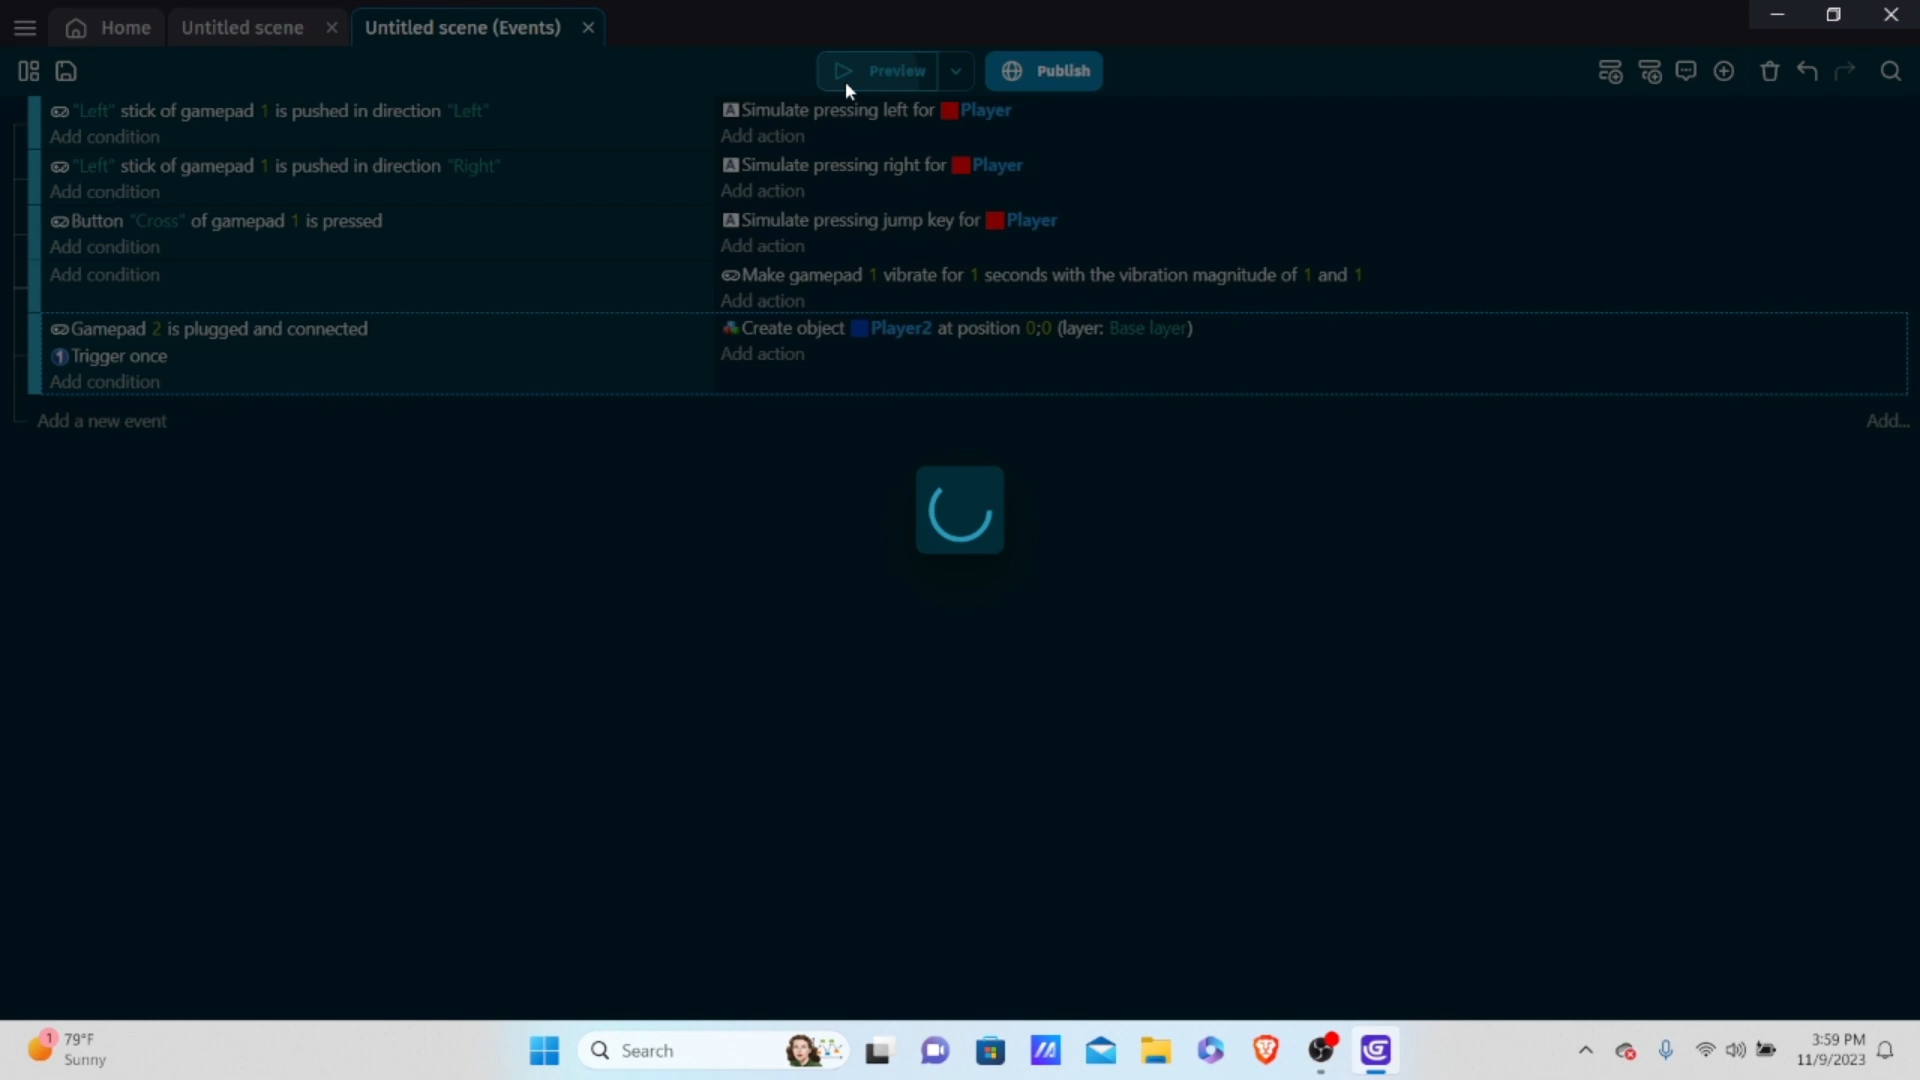 Home
Untitled scene
Untitled scene (Events)
Preview
Publish
"Left" stick of gamepad 1 is pushed in direction "Left"
Simulate pressing left for Player
Add condition
Add action
"Left" stick of gamepad 1 is pushed in direction "Right"
Simulate pressing right for Player
Add condition
Add action
Button "Cross" of gamepad 1 is pressed
Simulate pressing jump key for Player
Add condition
Add action
Add condition
Make gamepad 1 vibrate for 1 seconds with the vibration magnitude of 1 and 1
Add action
Gamepad 2 is plugged and connected
Create object Player2 at position 0;0 (layer: Base layer)
Trigger once
Add action
Add condition
Add a new event
Add...
1
79°F
Sunny
Search
3:59 PM
11/9/2023